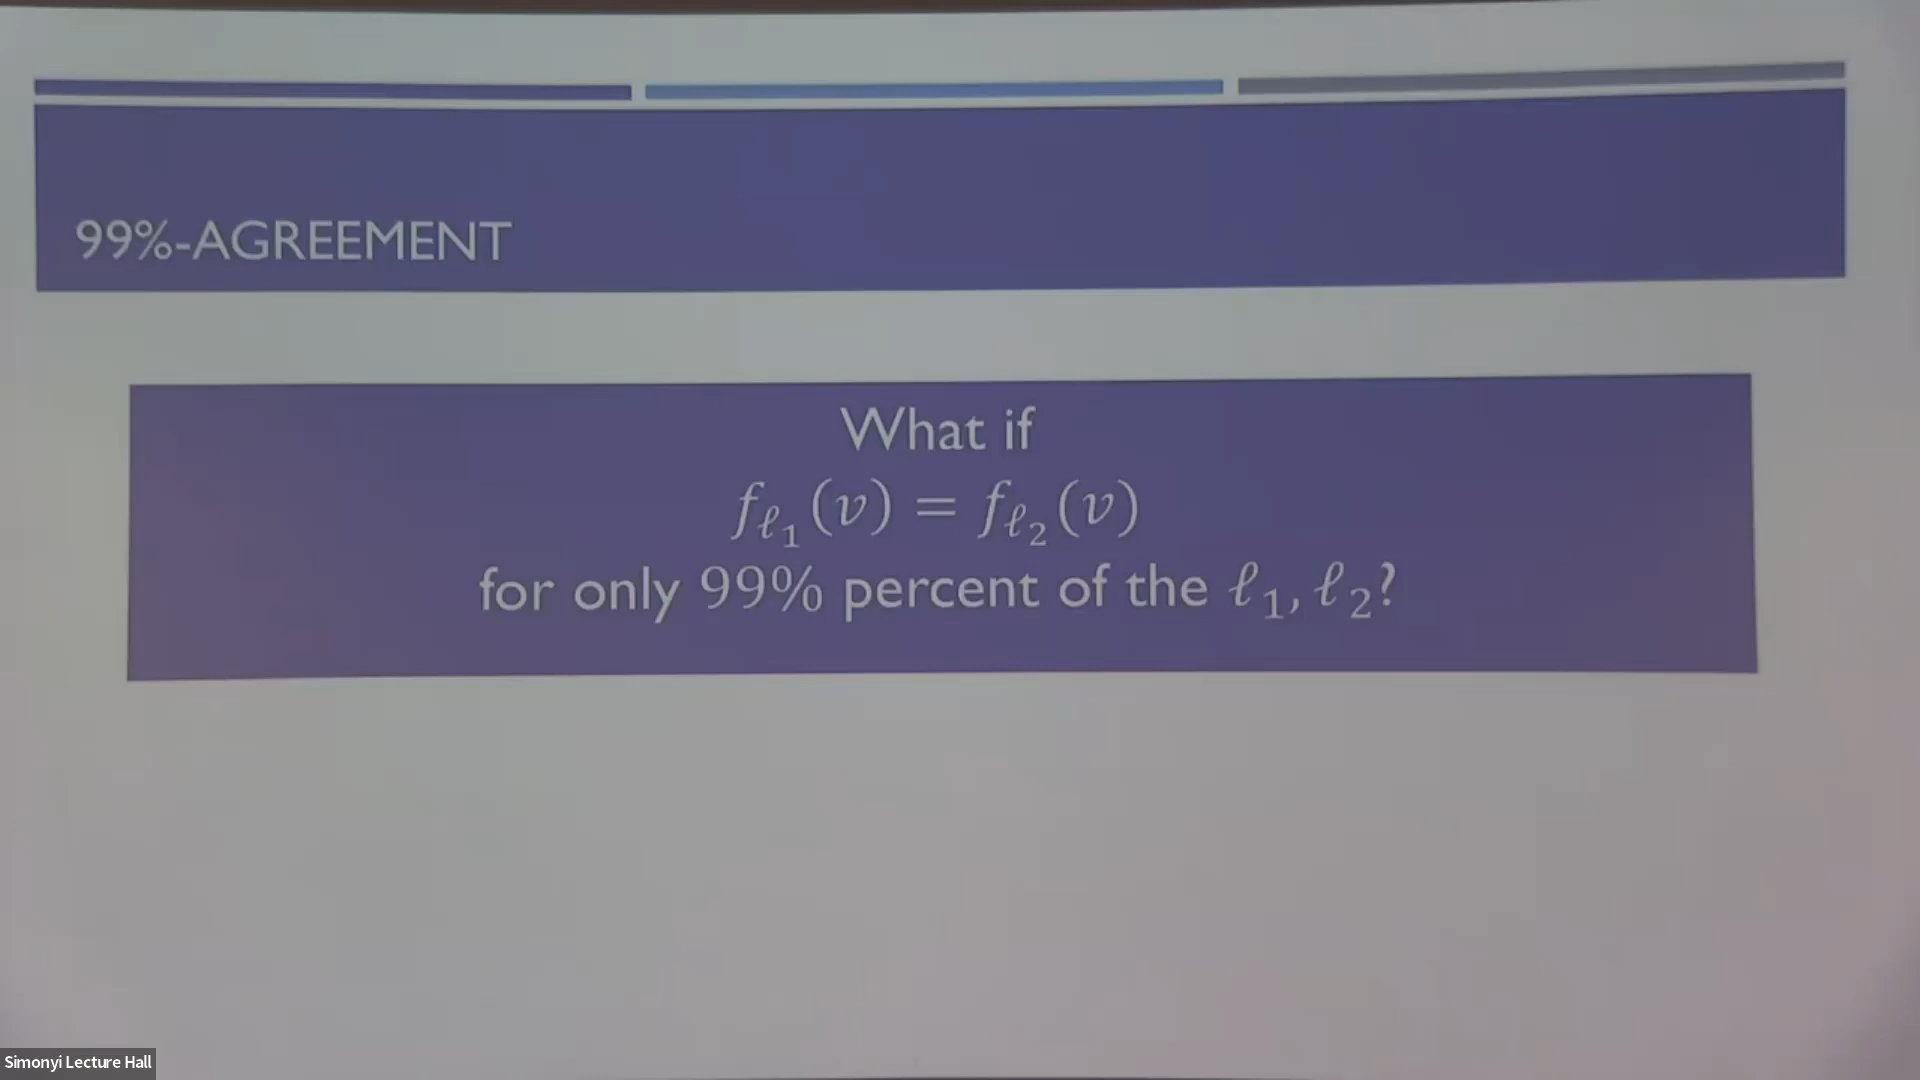 99%-AGREEMENT
What if
f_{ℓ_1}(v) = f_{ℓ_2}(v)
for only 99% percent of the ℓ_1, ℓ_2?
Simonyi Lecture Hall